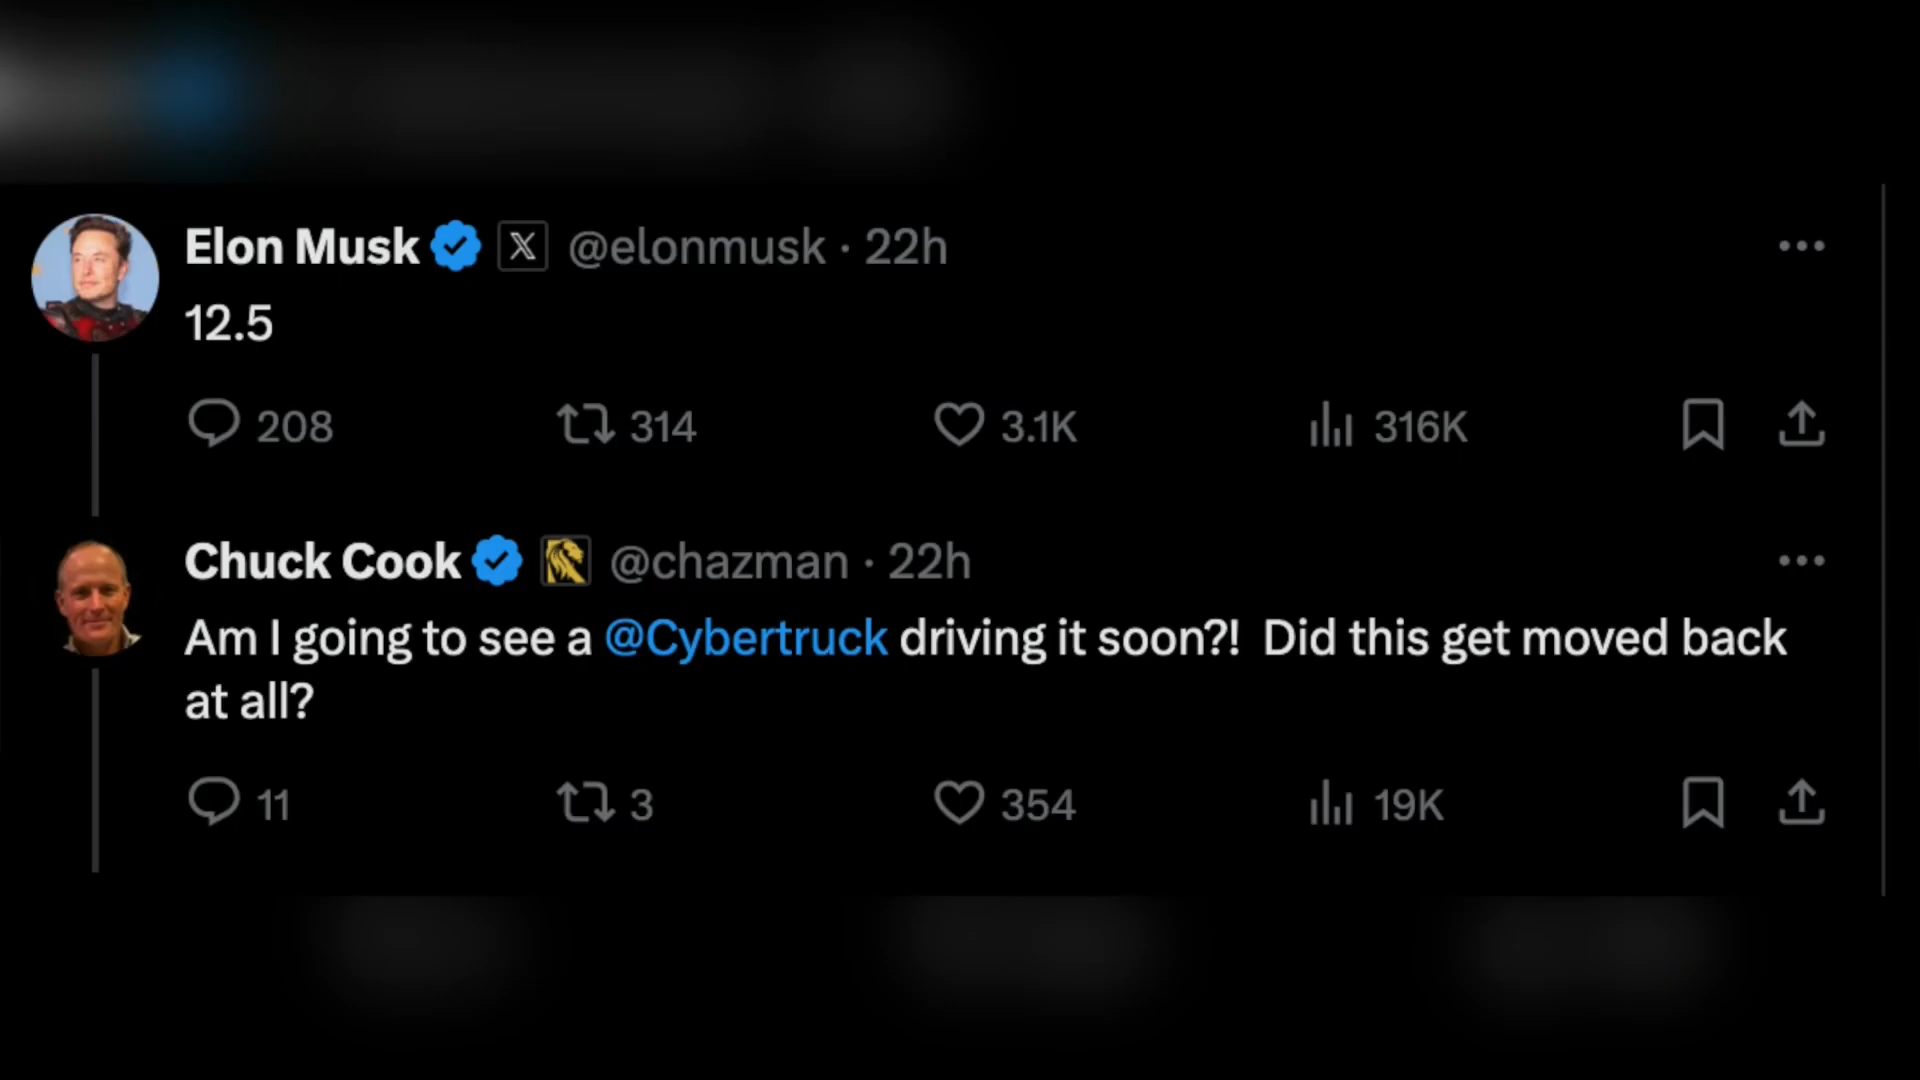 Elon Musk X @elonmusk · 22h
12.5
208 314 3.1K 316K
Chuck Cook @chazman · 22h
Am I going to see a @Cybertruck driving it soon?! Did this get moved back
at all?
11 3 354 19K